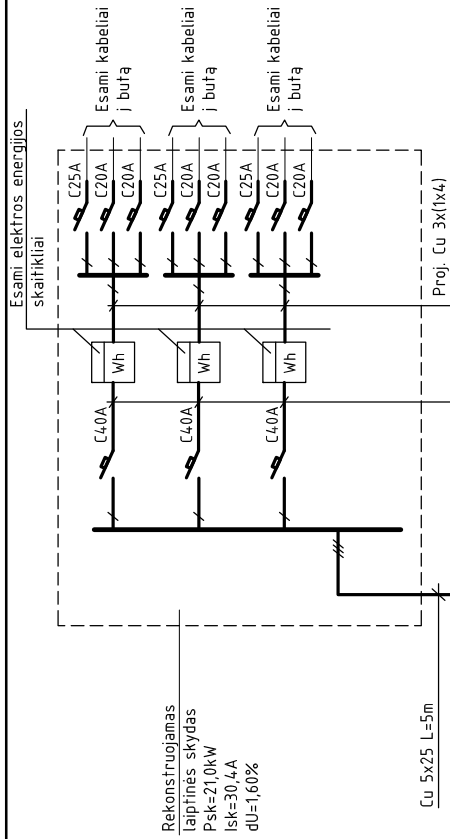 Esami elektros energijos
skaitikliai
C25A
C20A
C20A
Esami kabeliai
į butą
C40A
Wh
C25A
C20A
C20A
Esami kabeliai
į butą
C40A
Wh
C25A
C20A
C20A
Esami kabeliai
į butą
C40A
Wh
Rekonstruojamas
laiptinės skydas
Psk=21,0kW
Isk=30,4A
dU=1,60%
Cu 5x25 L=5m
Proj. Cu 3x(1x4)